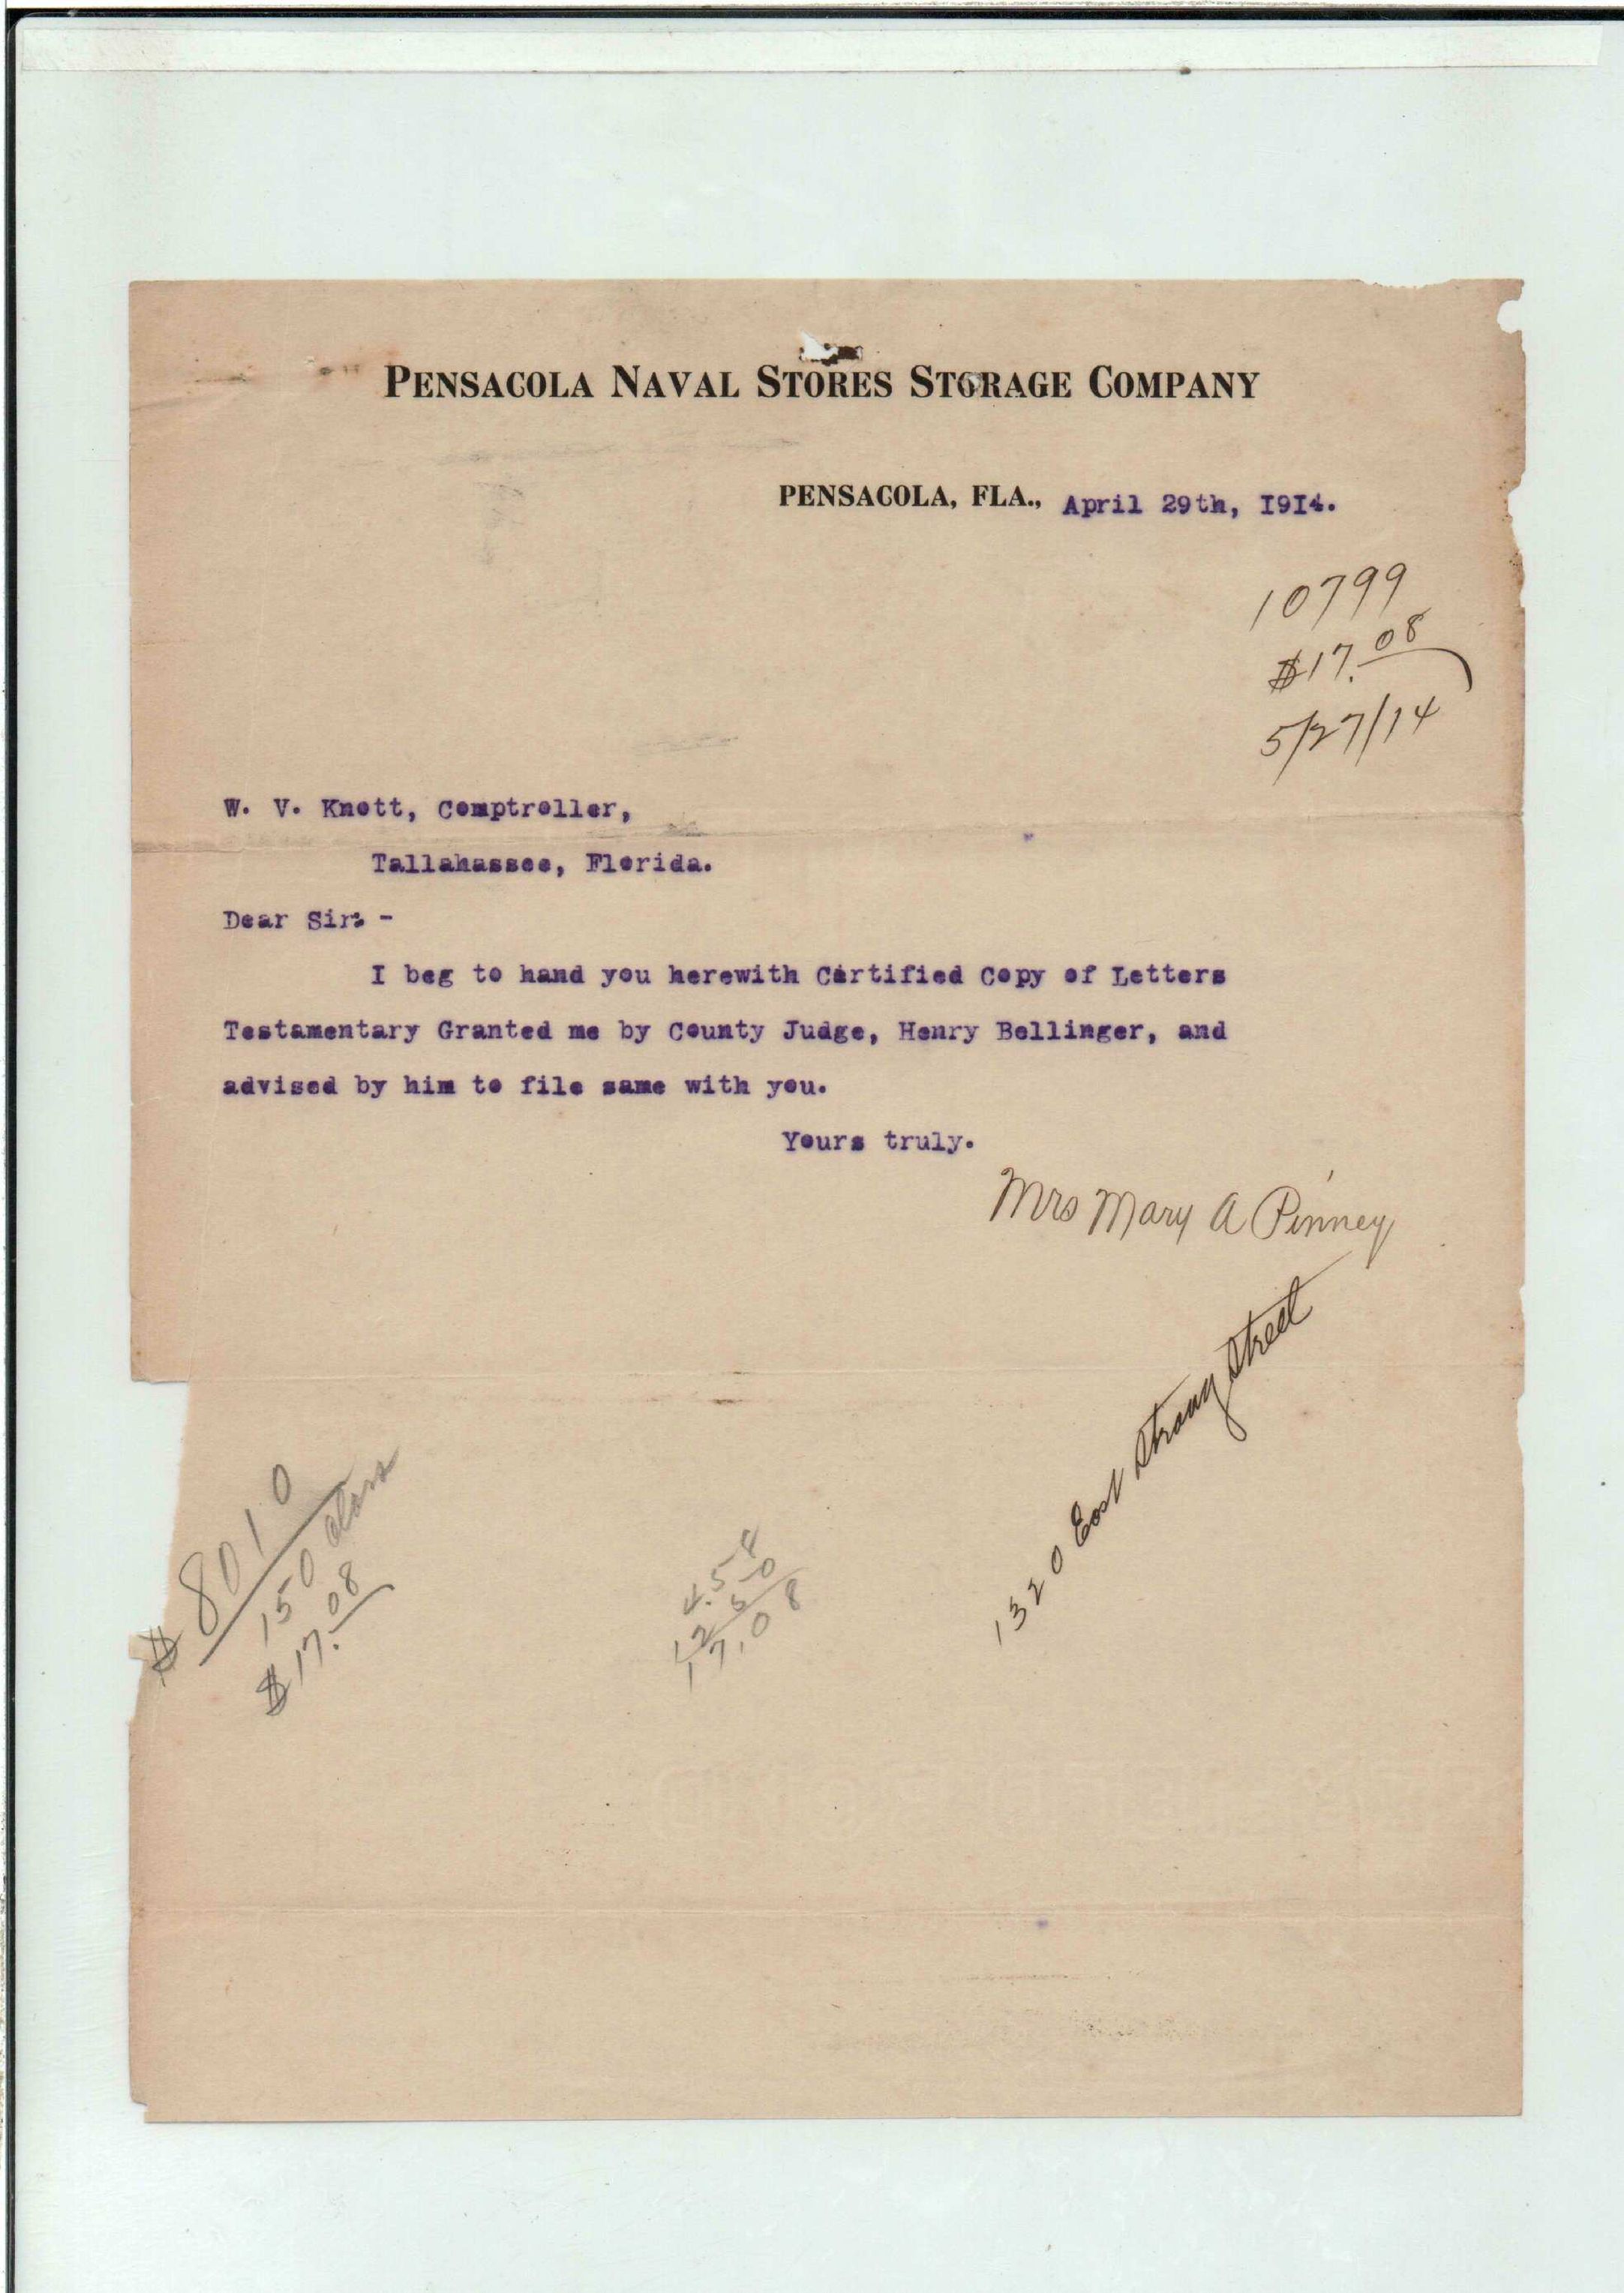 PENSACOLA NAVAL STORES STORAGE COMPANY
PENSACOLA, FLA., April 29th, I9I4.
10799
$17.08
5/27/14
W. V. Knott, Comptroller,
Tallahassee, Florida.
Dear Sir: -
I beg to hand you herewith Certified Copy of Letters
Testamentary Granted me by County Judge, Henry Bellinger, and
advised by him to file same with you.
Yours truly.
Mrs Mary A Pinney
1320 East Strong Street
$8010
150 class
$17.08
4.58
12 50
17.08